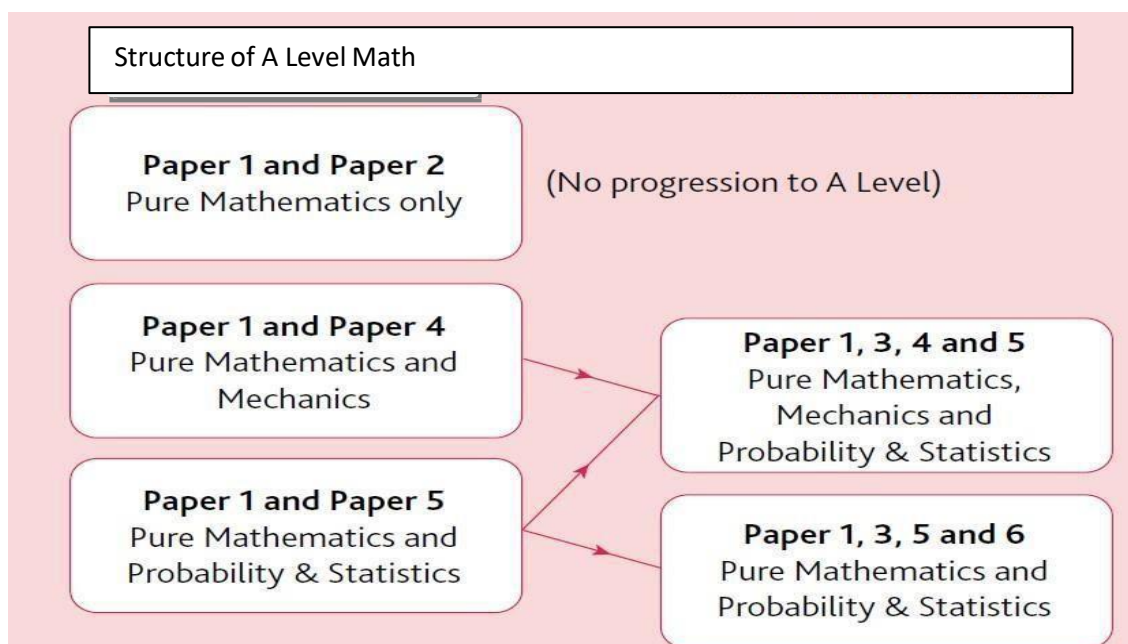 Structure of A Level Math
Paper 1 and Paper 2
Pure Mathematics only
(No progression to A Level)
Paper 1 and Paper 4
Pure Mathematics and
Mechanics
Paper 1 and Paper 5
Pure Mathematics and
Probability & Statistics
Paper 1, 3, 4 and 5
Pure Mathematics,
Mechanics and
Probability & Statistics
Paper 1, 3, 5 and 6
Pure Mathematics and
Probability & Statistics